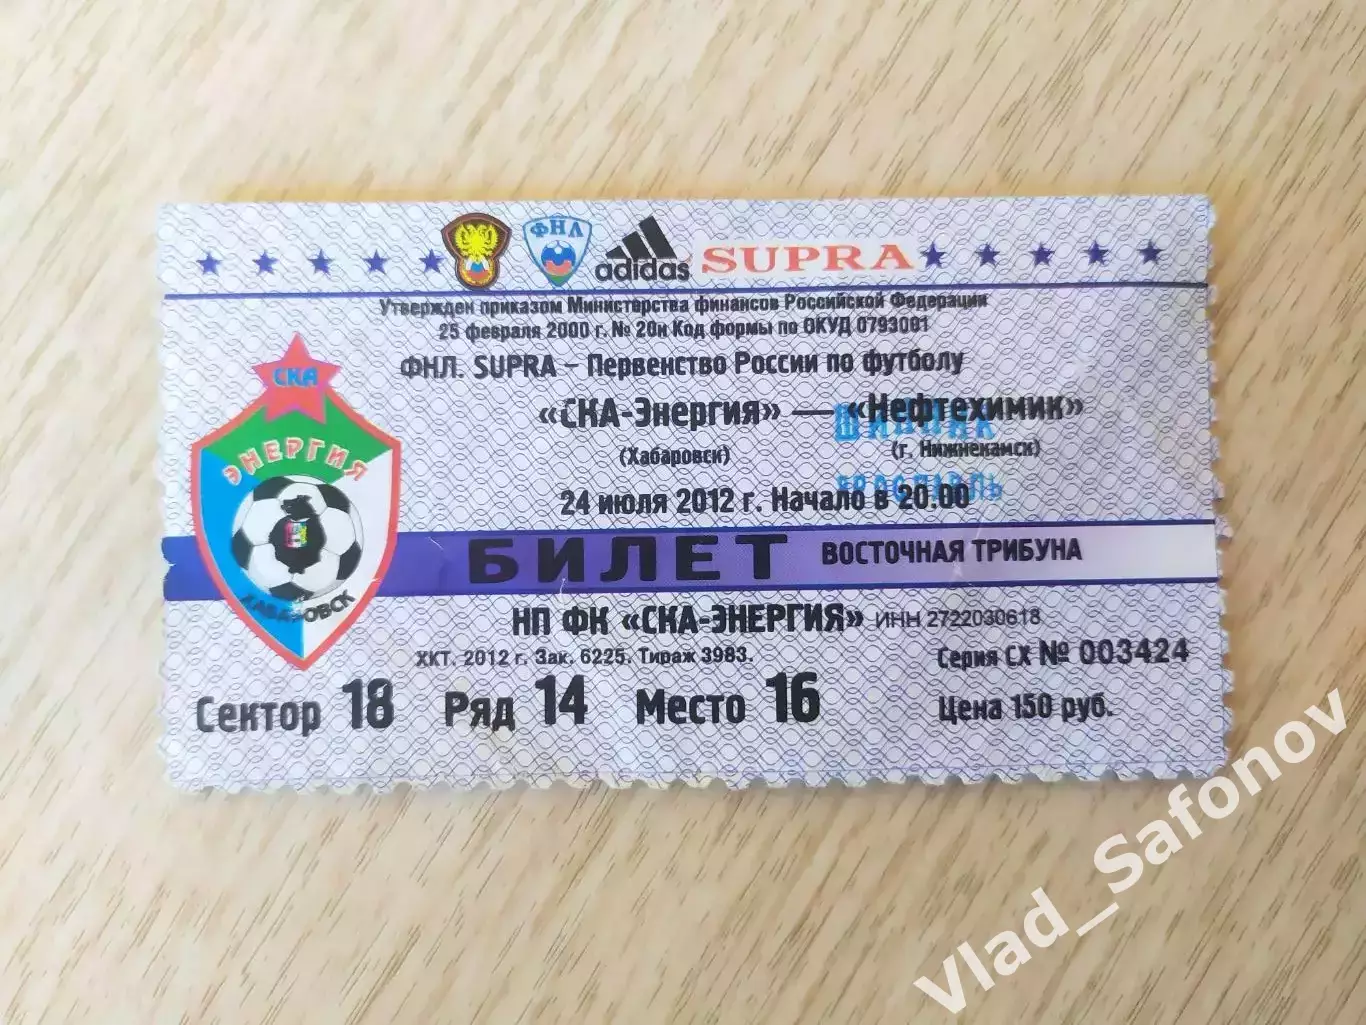 ФНЛ adidas SUPRA
Утвержден приказом Министерства финансов Российской Федерации
25 февраля 2000 г. № 20н Код формы по ОКУД 0793001
ФНЛ. SUPRA – Первенство России по футболу
«СКА-Энергия» — «Нефтехимик»
ШИННИК
(Хабаровск) (г. Нижнекамск)
ЯРОСЛАВЛЬ
24 июля 2012 г. Начало в 20.00
СКА
ЭНЕРГИЯ
ХАБАРОВСК
БИЛЕТ ВОСТОЧНАЯ ТРИБУНА
НП ФК «СКА-ЭНЕРГИЯ» ИНН 2722030618
ХКТ. 2012 г. Зак. 6225. Тираж 3983. Серия СХ № 003424
Сектор 18 Ряд 14 Место 16 Цена 150 руб.
Vlad_Safonov